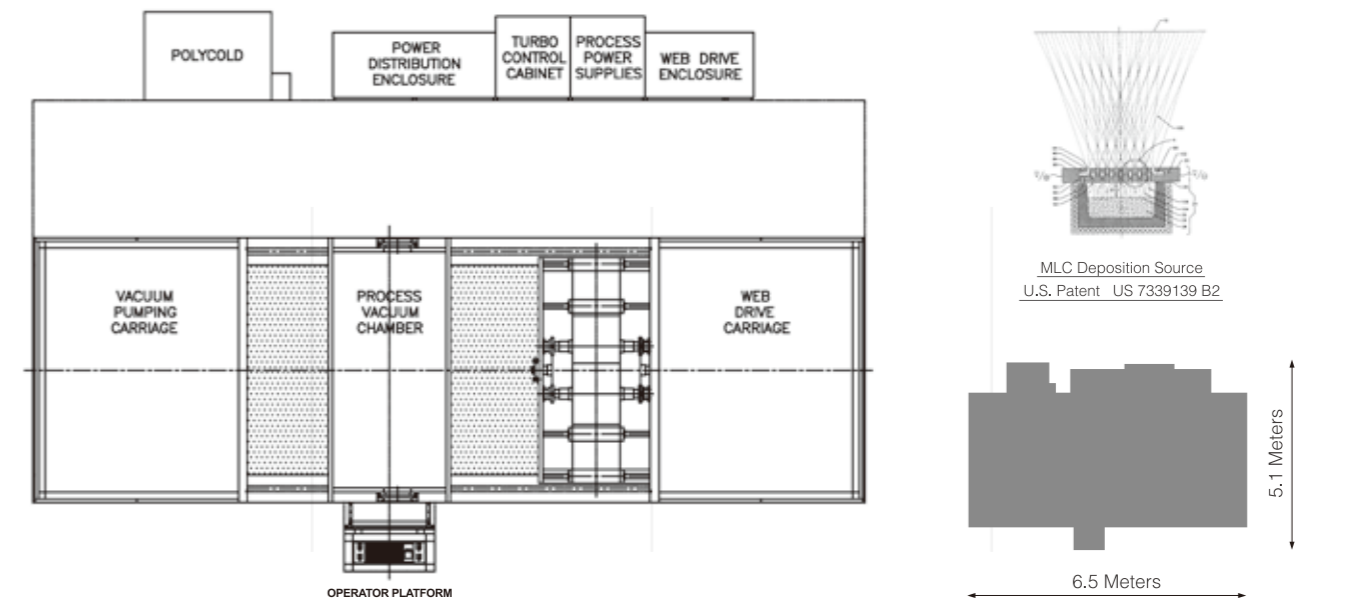 POLYCOLD
POWER
DISTRIBUTION
ENCLOSURE
TURBO
CONTROL
CABINET
PROCESS
POWER
SUPPLIES
WEB DRIVE
ENCLOSURE
VACUUM
PUMPING
CARRIAGE
PROCESS
VACUUM
CHAMBER
WEB
DRIVE
CARRIAGE
OPERATOR PLATFORM
MLC Deposition Source
U.S. Patent US 7339139 B2
5.1 Meters
6.5 Meters